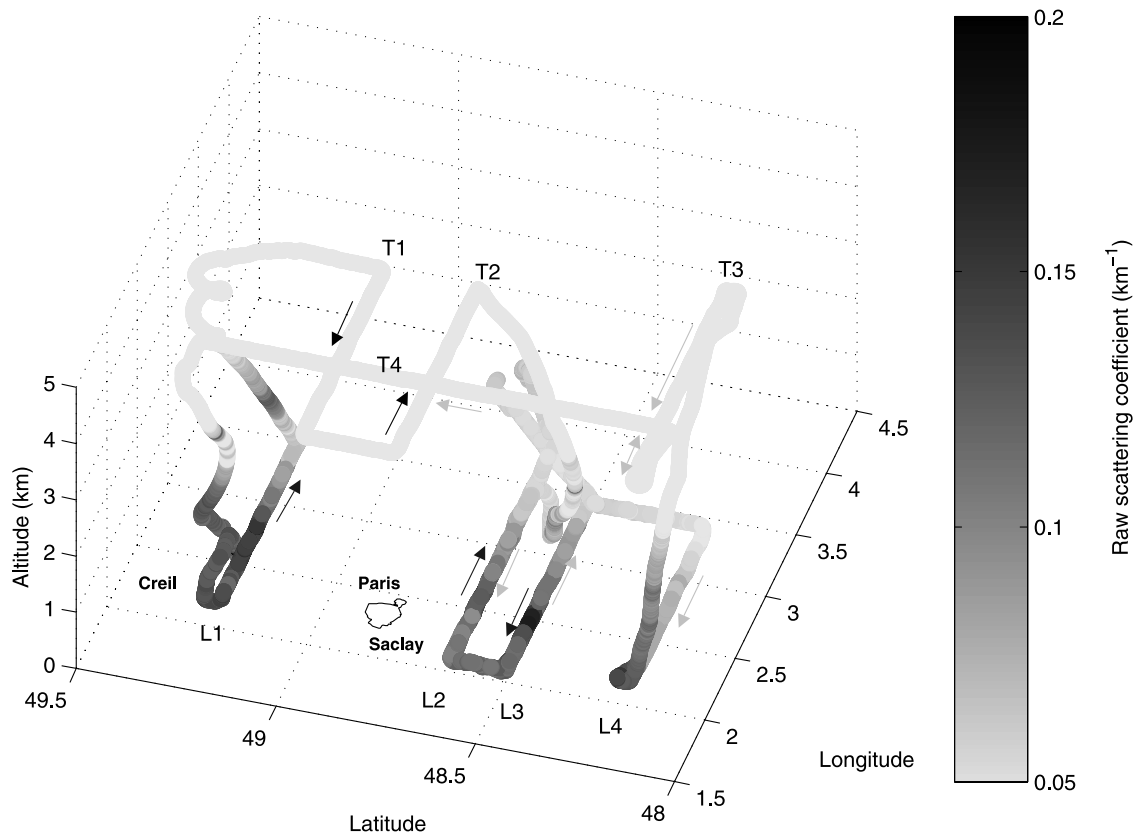 0.2
T1
T2
T3
0.15
T4
5
4.5
4
4
3
3.5
0.1
2
Creil
Paris
3
1
L1
Saclay
2.5
0
L2
L3
L4
2
49.5
49
48.5
48
1.5
0.05
Altitude (km)
Latitude
Longitude
Raw scattering coefficient (km⁻¹)